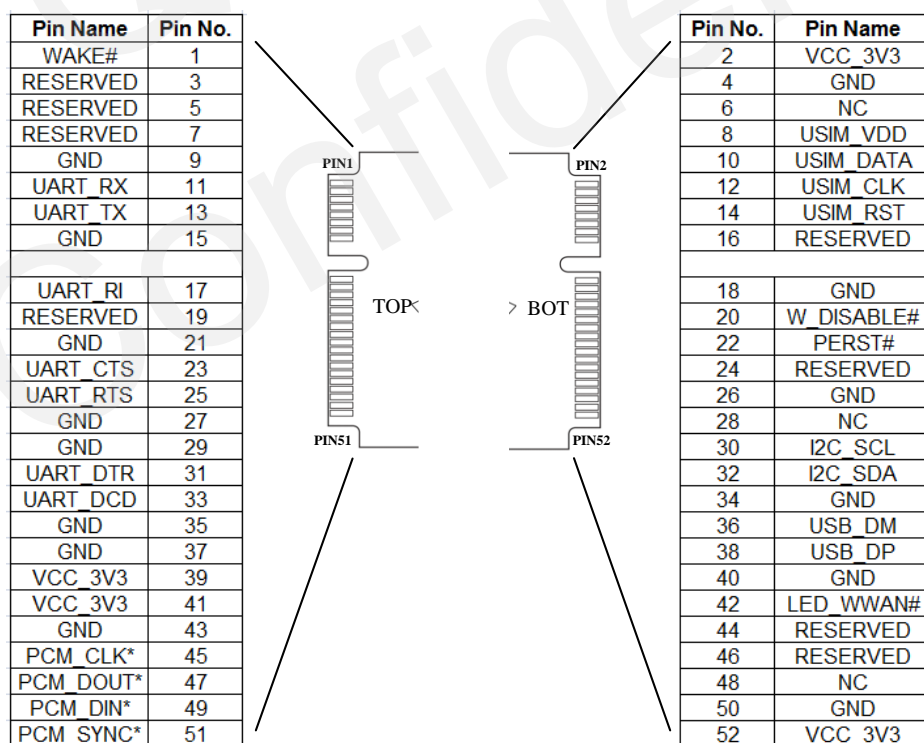 Pin Name Pin No.
WAKE# 1
RESERVED 3
RESERVED 5
RESERVED 7
GND 9
UART_RX 11
UART_TX 13
GND 15
UART_RI 17
RESERVED 19
GND 21
UART_CTS 23
UART_RTS 25
GND 27
GND 29
UART_DTR 31
UART_DCD 33
GND 35
GND 37
VCC_3V3 39
VCC_3V3 41
GND 43
PCM_CLK* 45
PCM_DOUT* 47
PCM_DIN* 49
PCM_SYNC* 51
PIN1
TOP
PIN51
PIN2
BOT
PIN52
Pin No. Pin Name
2 VCC_3V3
4 GND
6 NC
8 USIM_VDD
10 USIM_DATA
12 USIM_CLK
14 USIM_RST
16 RESERVED
18 GND
20 W_DISABLE#
22 PERST#
24 RESERVED
26 GND
28 NC
30 I2C_SCL
32 I2C_SDA
34 GND
36 USB_DM
38 USB_DP
40 GND
42 LED_WWAN#
44 RESERVED
46 RESERVED
48 NC
50 GND
52 VCC_3V3